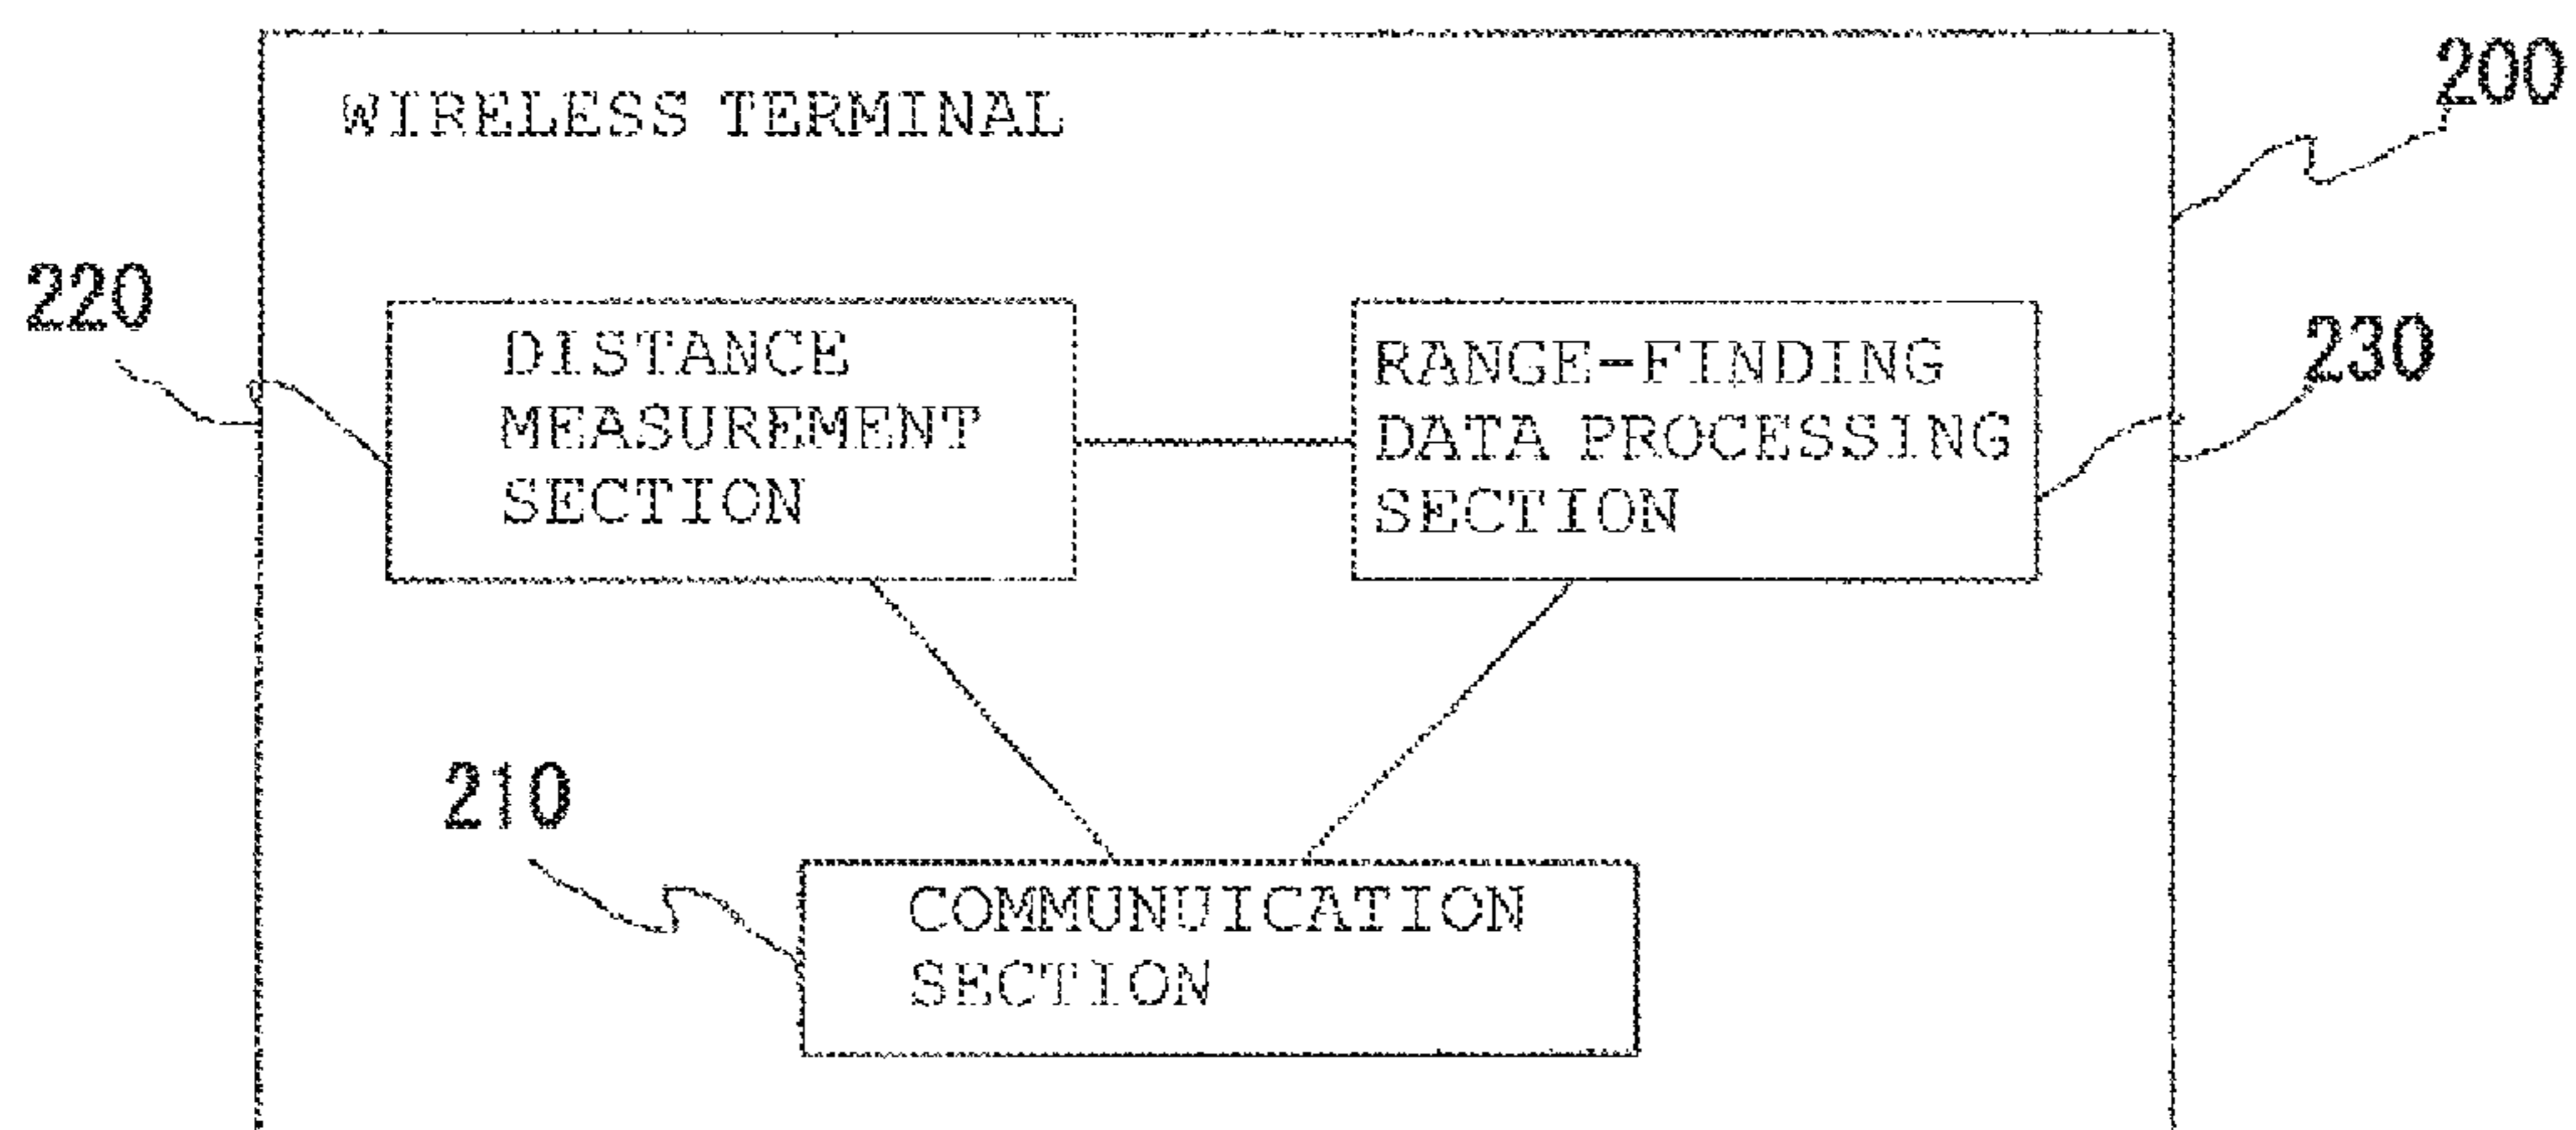 200
WIRELESS TERMINAL
220
DISTANCE
MEASUREMENT
SECTION
RANGE-FINDING
DATA PROCESSING
SECTION
230
210
COMMUNUICATION
SECTION